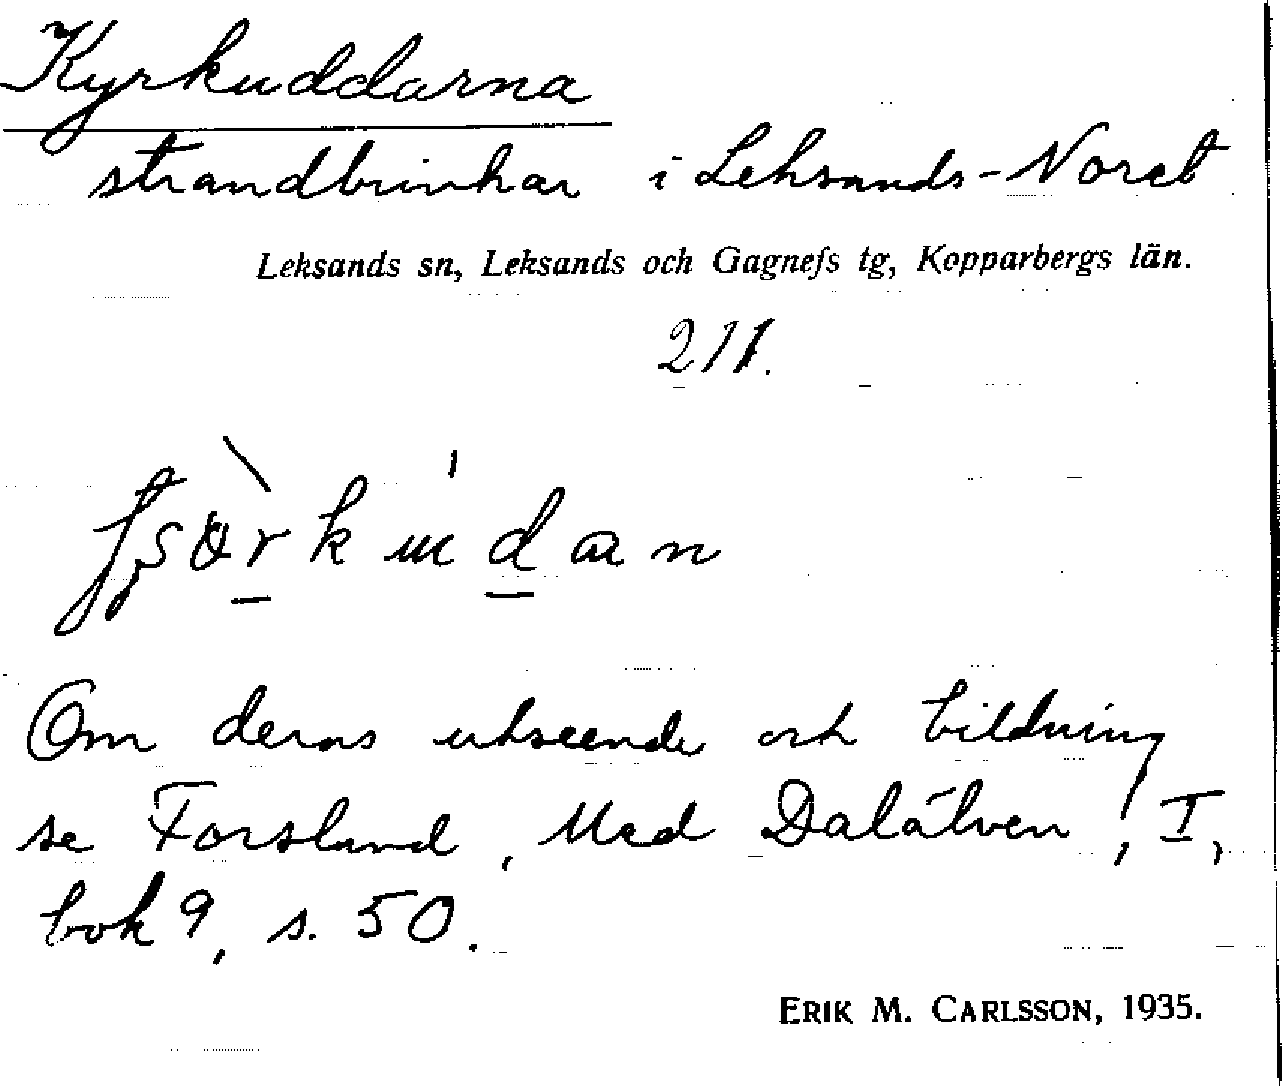 Kyrkuddarna
strandbrinkar i Leksands-Noret
Leksands sn, Leksands och Gagnefs tg, Kopparbergs län.
211.
Om deras utseende och bildning
se Forslund, Med Dalälven, I,
bok 9, s. 50.
ERIK M. CARLSSON, 1935.